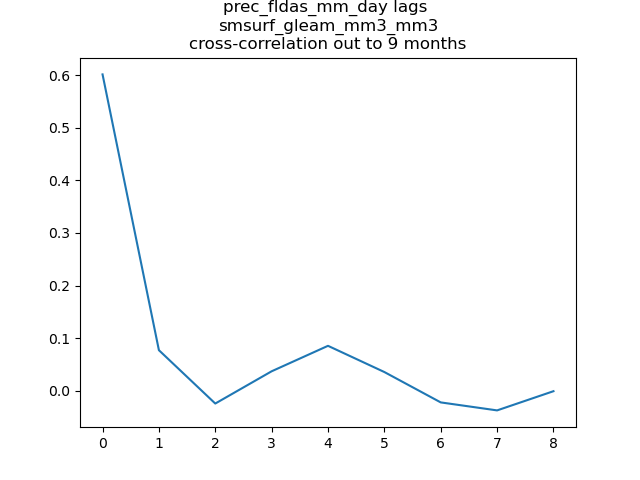 prec_fldas_mm_day lags
smsurf_gleam_mm3_mm3
cross-correlation out to 9 months
0.6
0.5
0.4
0.3
0.2
0.1
0.0
0 1 2 3 4 5 6 7 8